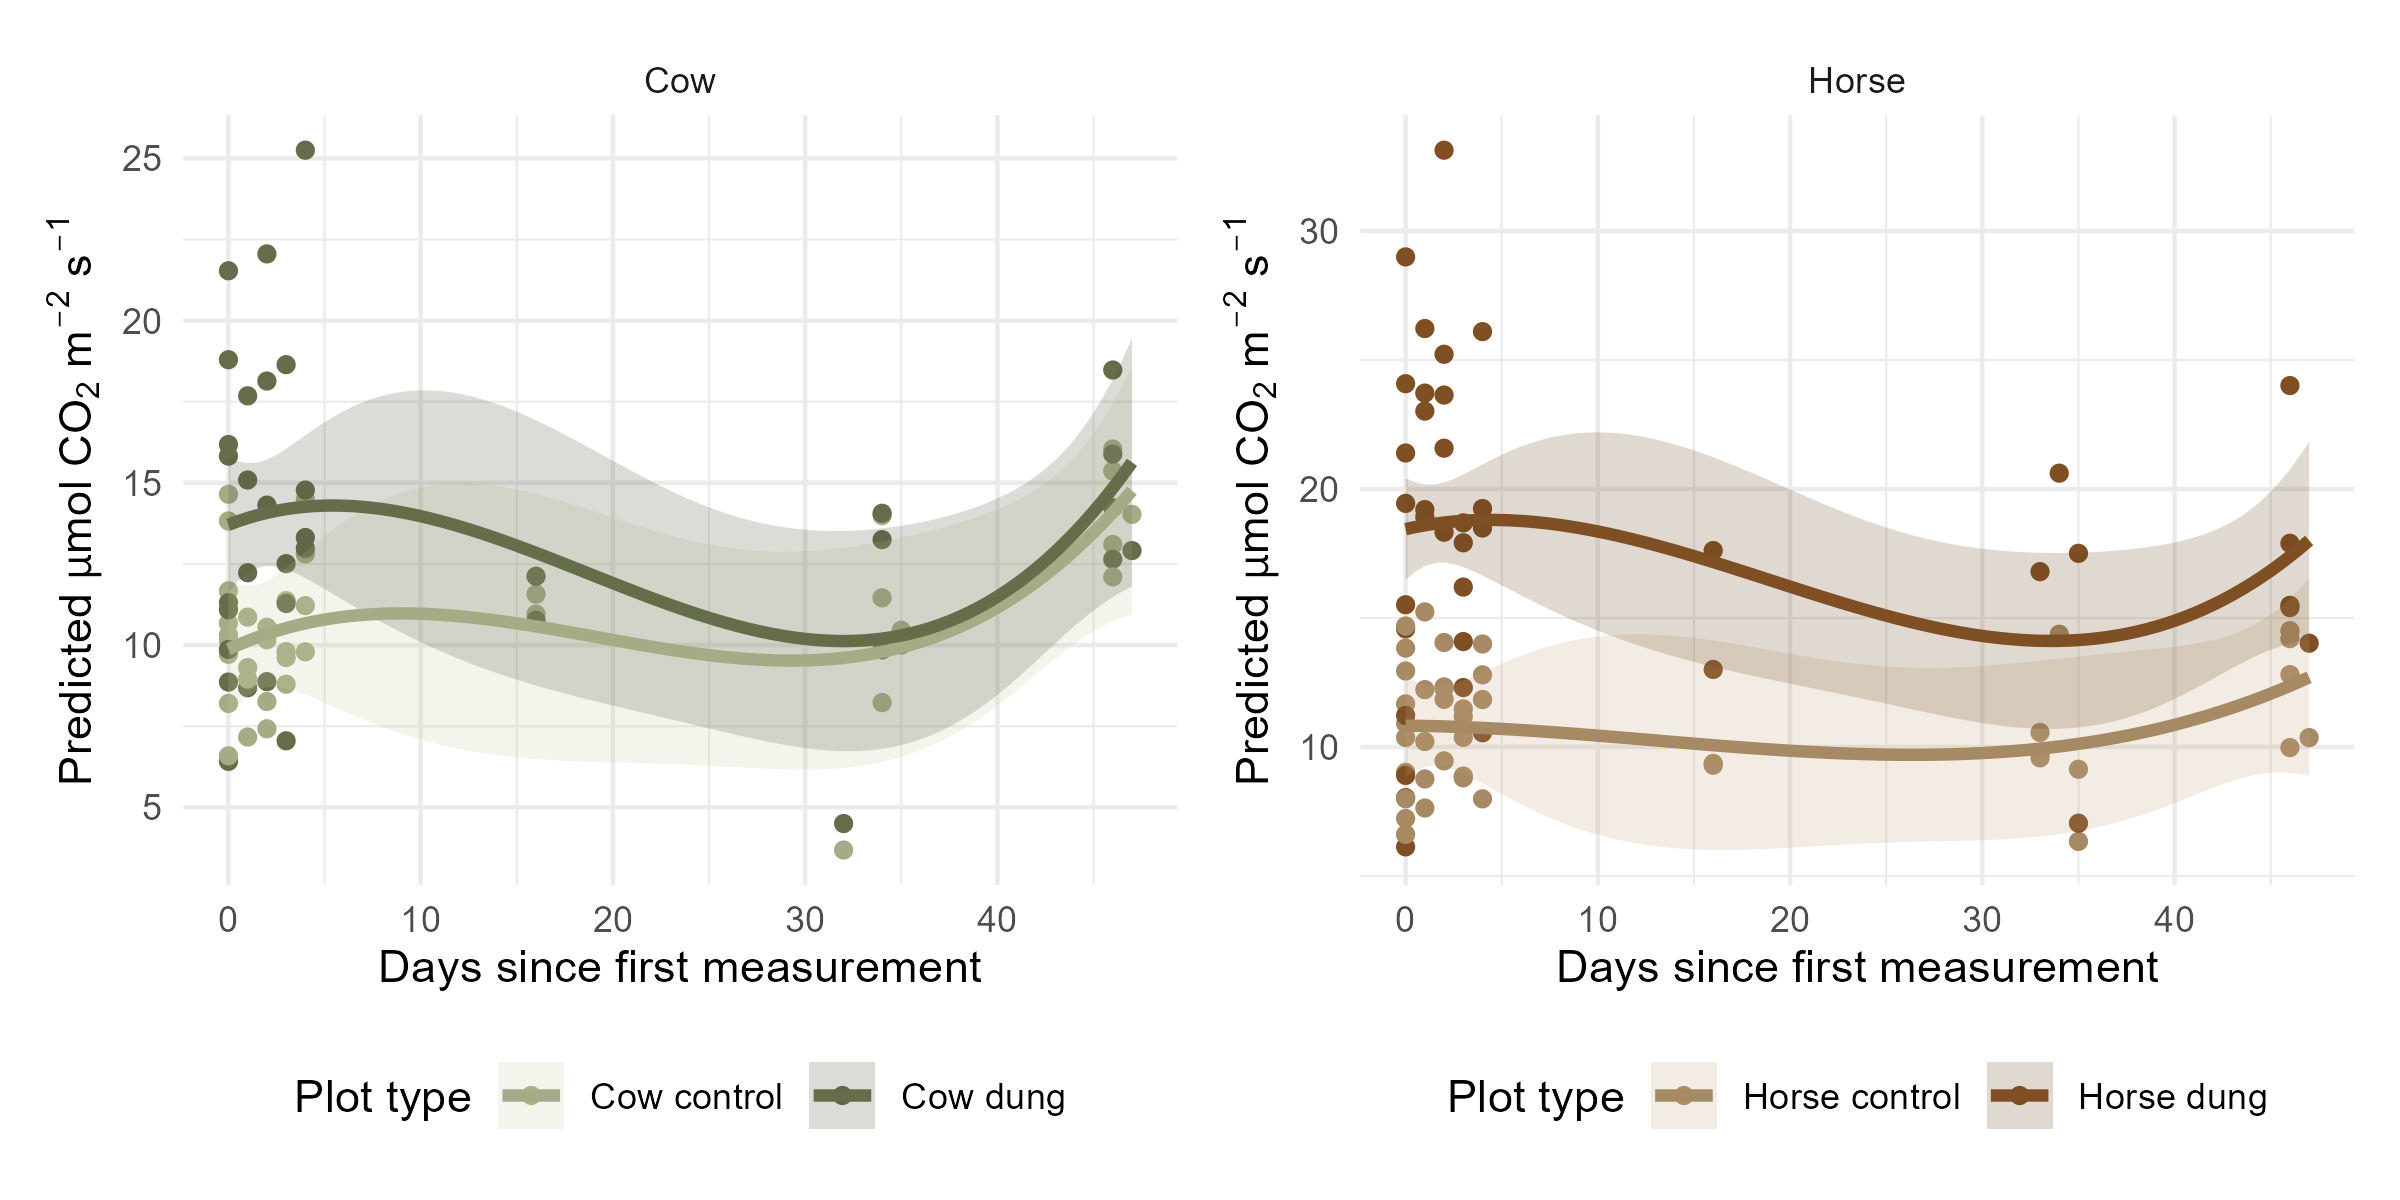 Cow
Horse
Predicted µmol CO₂ m⁻² s⁻¹
25
20
15
10
5
0 10 20 30 40
Days since first measurement
Plot type Cow control Cow dung
Predicted µmol CO₂ m⁻² s⁻¹
30
20
10
0 10 20 30 40
Days since first measurement
Plot type Horse control Horse dung